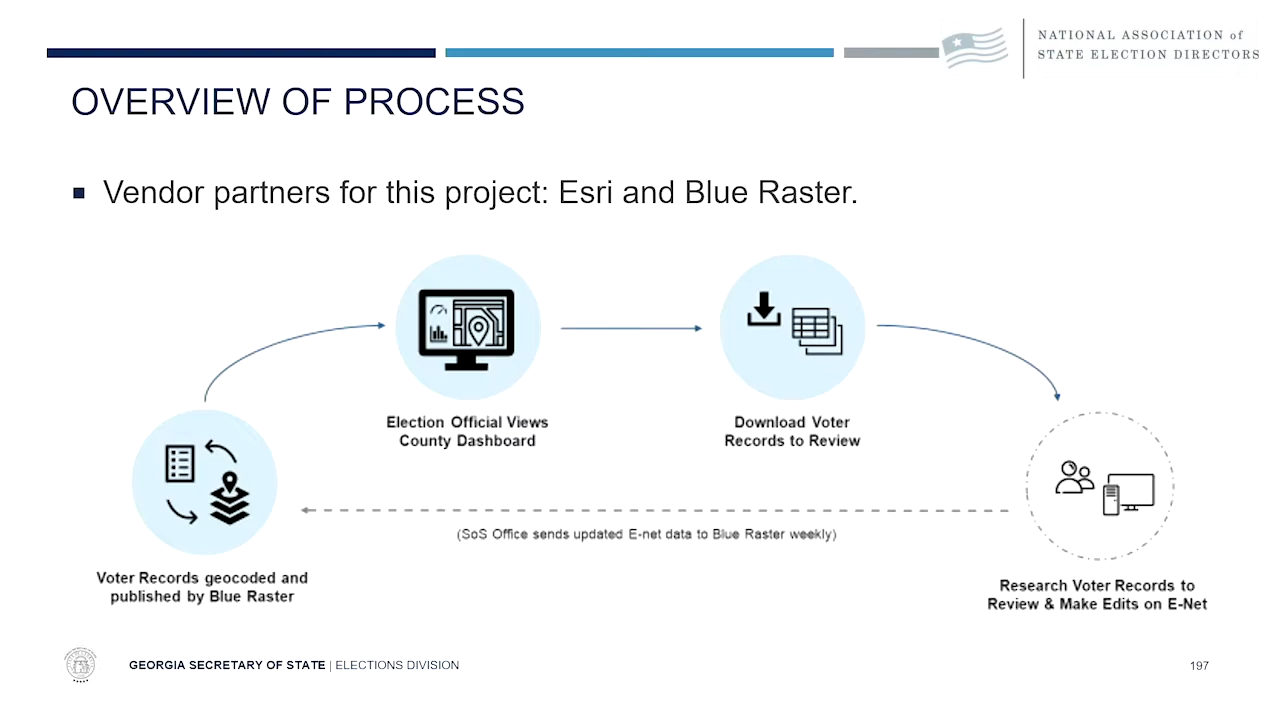 NATIONAL ASSOCIATION of
STATE ELECTION DIRECTORS
OVERVIEW OF PROCESS
Vendor partners for this project: Esri and Blue Raster.
Election Official Views
County Dashboard
Download Voter
Records to Review
(SoS Office sends updated E-net data to Blue Raster weekly)
Voter Records geocoded and
published by Blue Raster
Research Voter Records to
Review & Make Edits on E-Net
GEORGIA SECRETARY OF STATE | ELECTIONS DIVISION
197